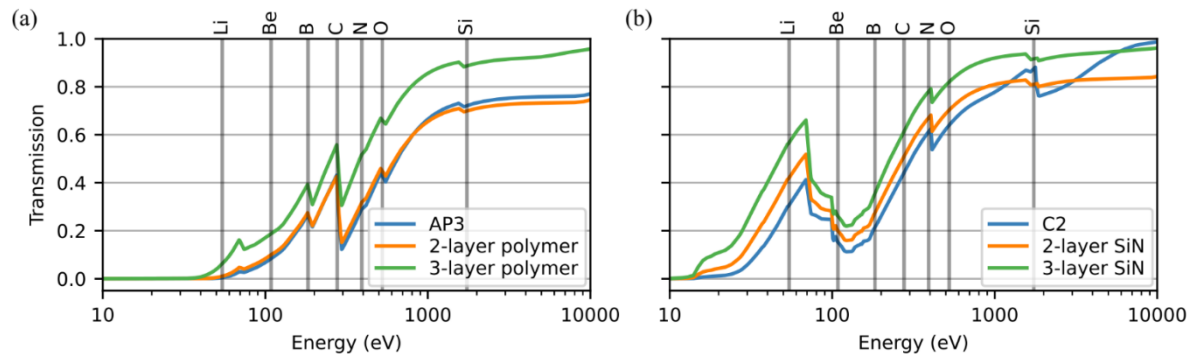 (a)
Li Be B C N O Si
1.0
0.8
0.6
0.4
0.2
0.0
Transmission
AP3
2-layer polymer
3-layer polymer
10 100 1000 10000
Energy (eV)
(b)
Li Be B C N O Si
C2
2-layer SiN
3-layer SiN
10 100 1000 10000
Energy (eV)